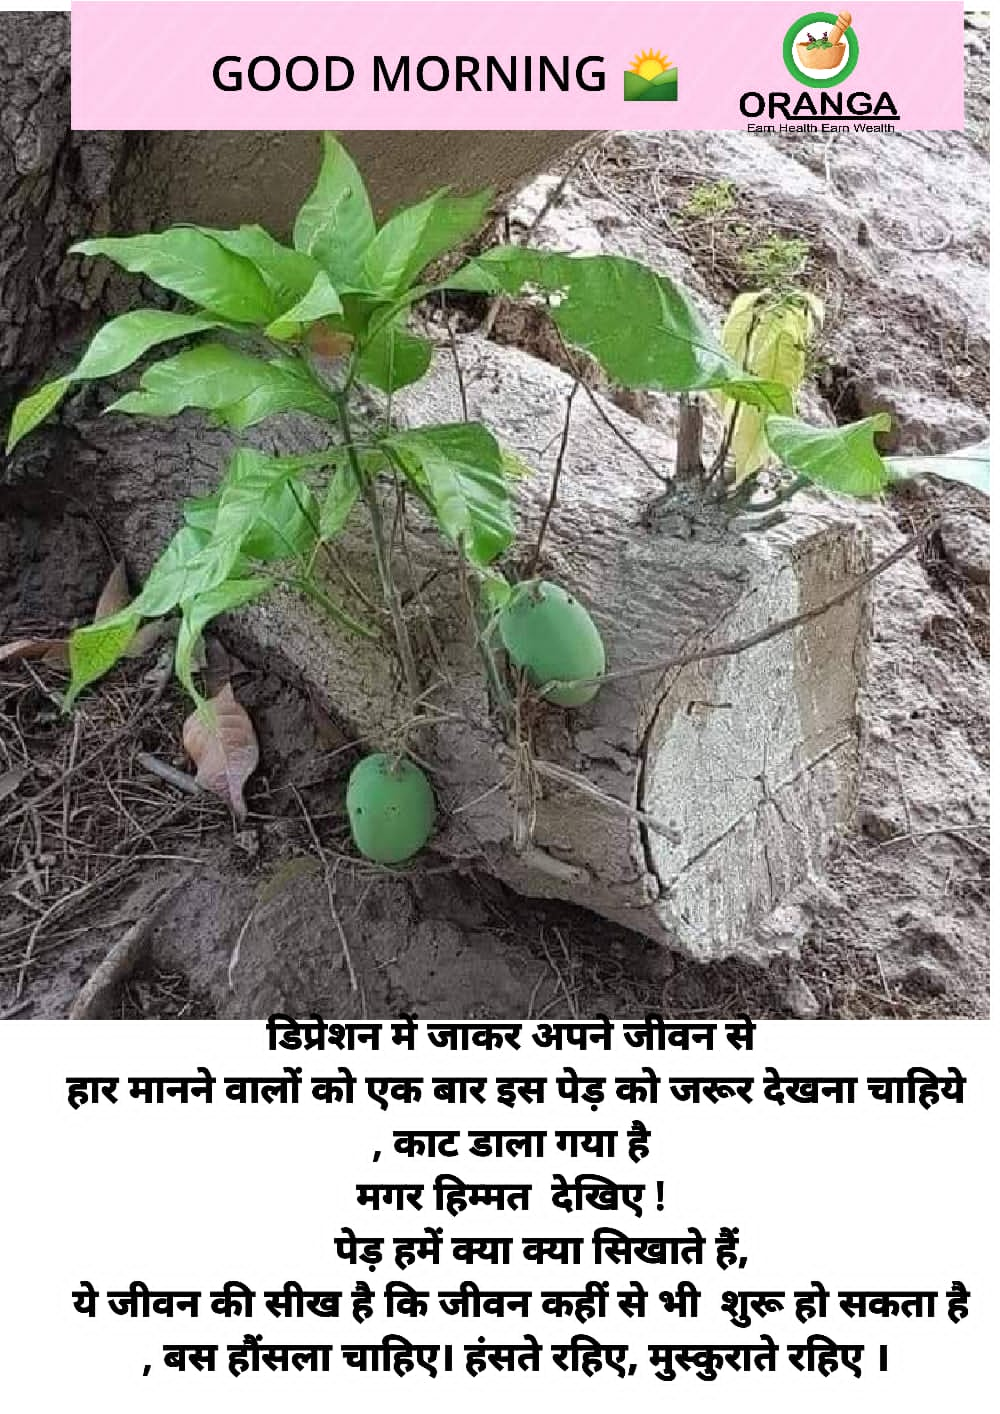 GOOD MORNING
ORANGA
Earn Health Earn Wealth
डिप्रेशन में जाकर अपने जीवन से
हार मानने वालों को एक बार इस पेड़ को जरूर देखना चाहिये
, काट डाला गया है
मगर हिम्मत देखिए !
पेड़ हमें क्या क्या सिखाते हैं,
ये जीवन की सीख है कि जीवन कहीं से भी शुरू हो सकता है
, बस हौंसला चाहिए। हंसते रहिए, मुस्कुराते रहिए ।